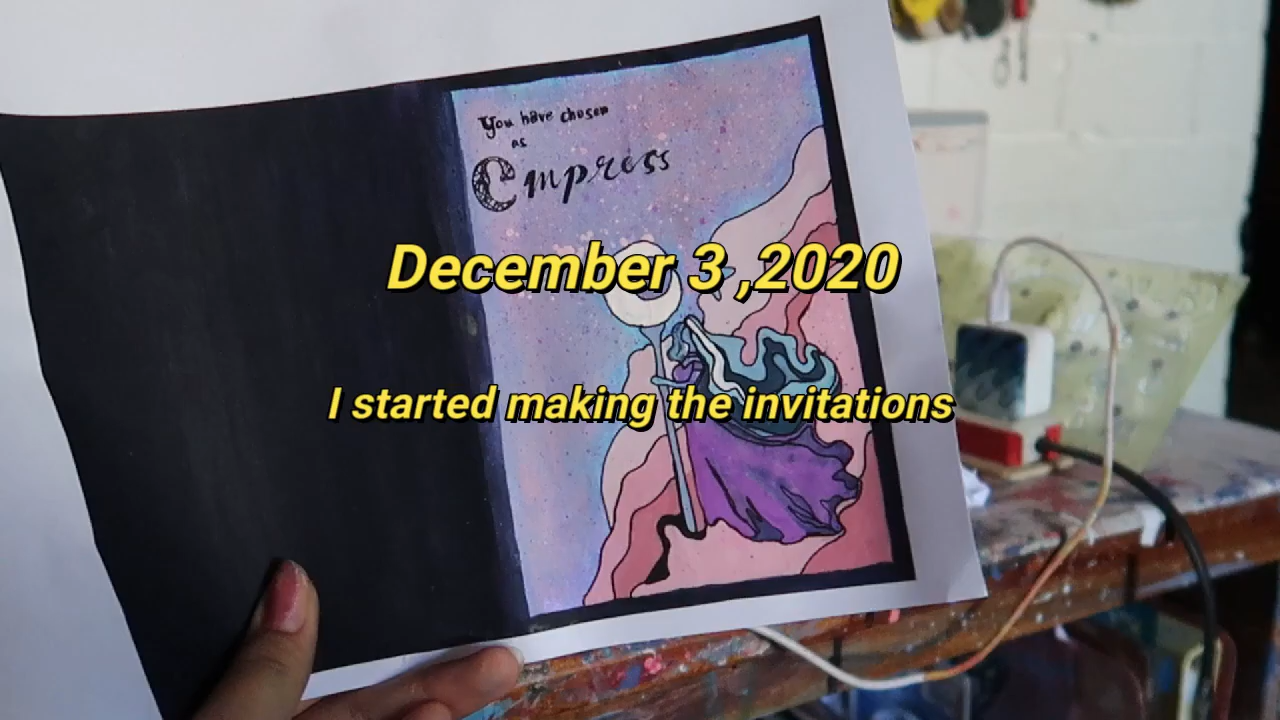 You have chosen
as
Empress
December 3 ,2020
I started making the invitations